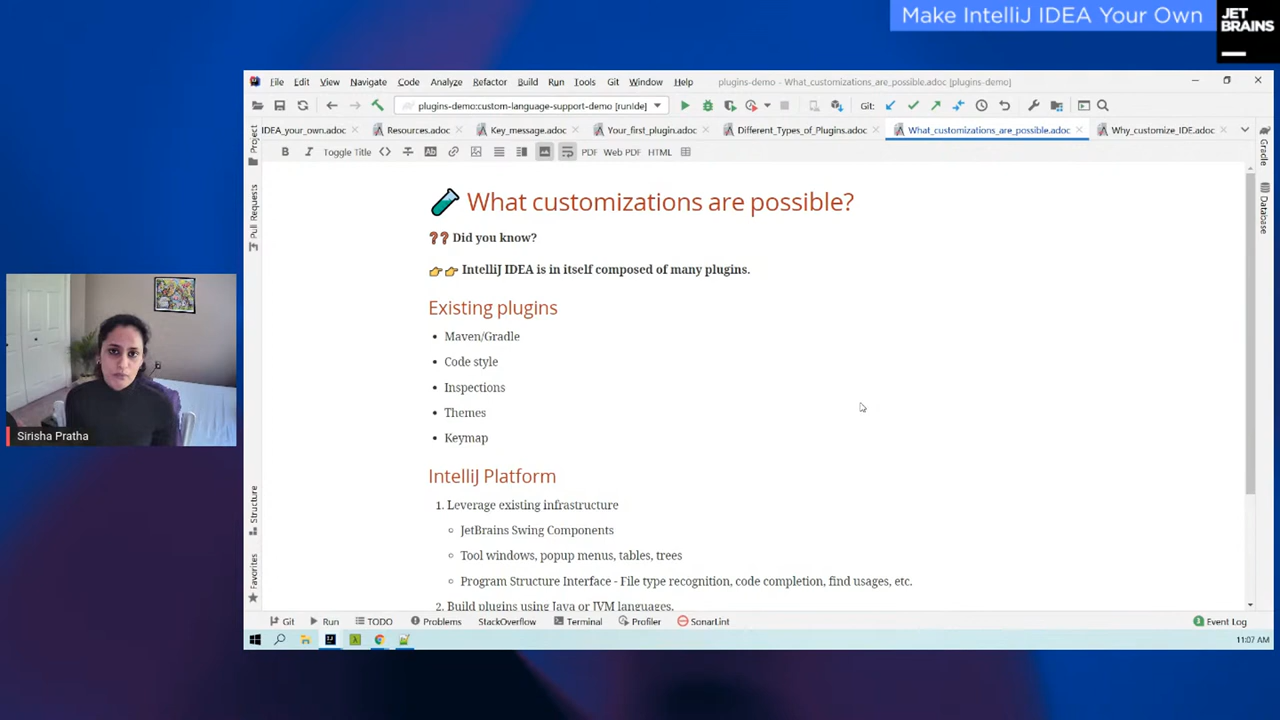 Make IntelliJ IDEA Your Own
JET
BRAINS
File Edit View Navigate Code Analyze Refactor Build Run Tools Git Window Help plugins-demo - What_customizations_are_possible.adoc [plugins-demo]
plugins-demo:custom-language-support-demo [runIde] Git:
IDEA_your_own.adoc Resources.adoc Key_message.adoc Your_first_plugin.adoc Different_Types_of_Plugins.adoc What_customizations_are_possible.adoc Why_customize_IDE.adoc
B I Toggle Title PDF Web PDF HTML
Project
Pull Requests
Structure
Favorites
Gradle
Database
What customizations are possible?
Did you know?
IntelliJ IDEA is in itself composed of many plugins.
Existing plugins
• Maven/Gradle
• Code style
• Inspections
• Themes
• Keymap
IntelliJ Platform
1. Leverage existing infrastructure
◦ JetBrains Swing Components
◦ Tool windows, popup menus, tables, trees
◦ Program Structure Interface - File type recognition, code completion, find usages, etc.
2. Build plugins using Java or JVM languages.
Git Run TODO Problems StackOverflow Terminal Profiler SonarLint Event Log
11:07 AM
Sirisha Pratha